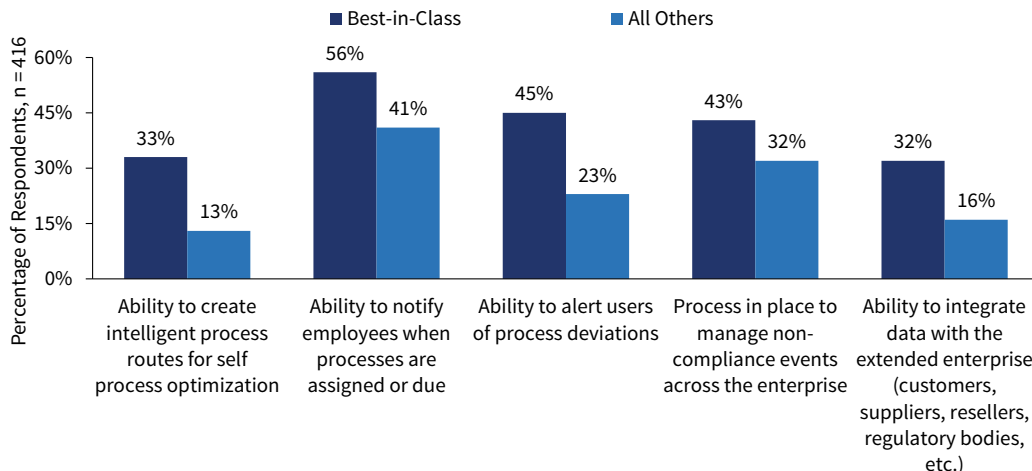 Best-in-Class
All Others
Percentage of Respondents, n = 416
60%
45%
30%
15%
0%
33%
13%
56%
41%
45%
23%
43%
32%
32%
16%
Ability to create
intelligent process
routes for self
process optimization
Ability to notify
employees when
processes are
assigned or due
Ability to alert users
of process deviations
Process in place to
manage non-
compliance events
across the enterprise
Ability to integrate
data with the
extended enterprise
(customers,
suppliers, resellers,
regulatory bodies,
etc.)